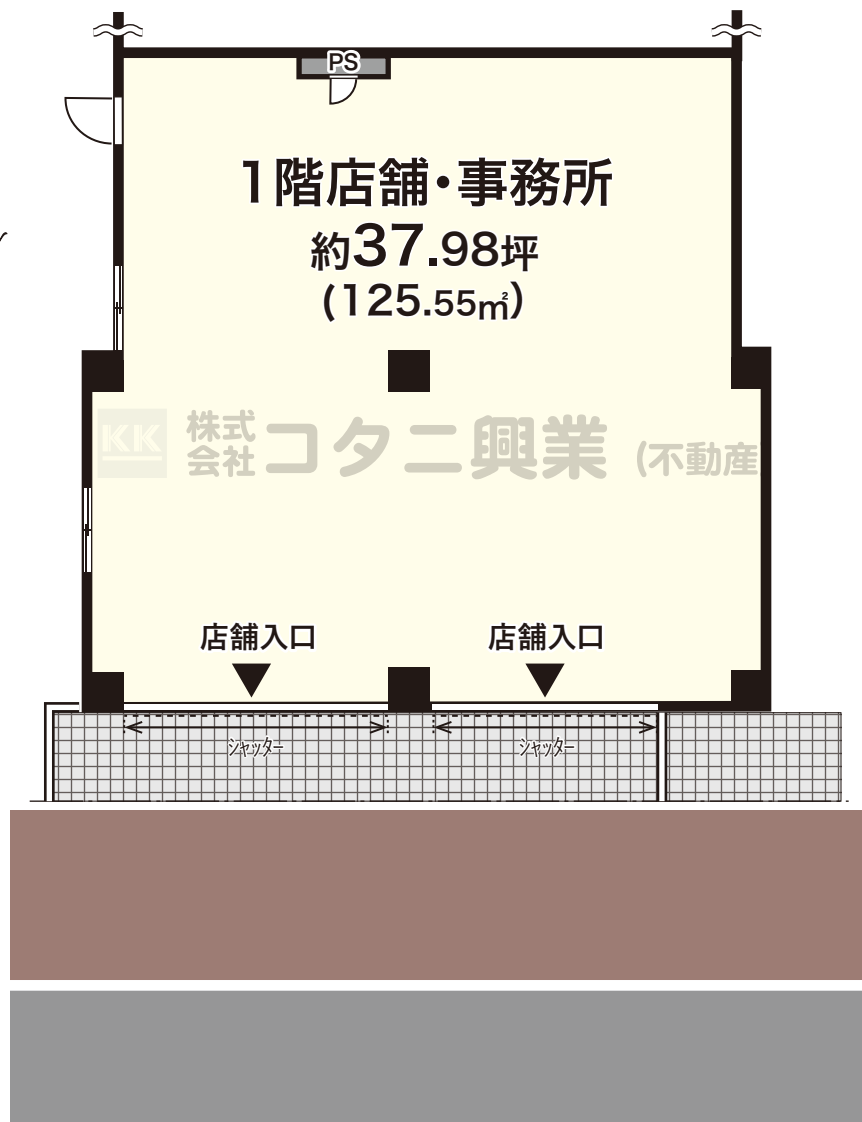 PS
1階店舗・事務所
約37.98坪
(125.55㎡)
KK 株式会社コタニ興業 (不動産
店舗入口 店舗入口
シャッター シャッター